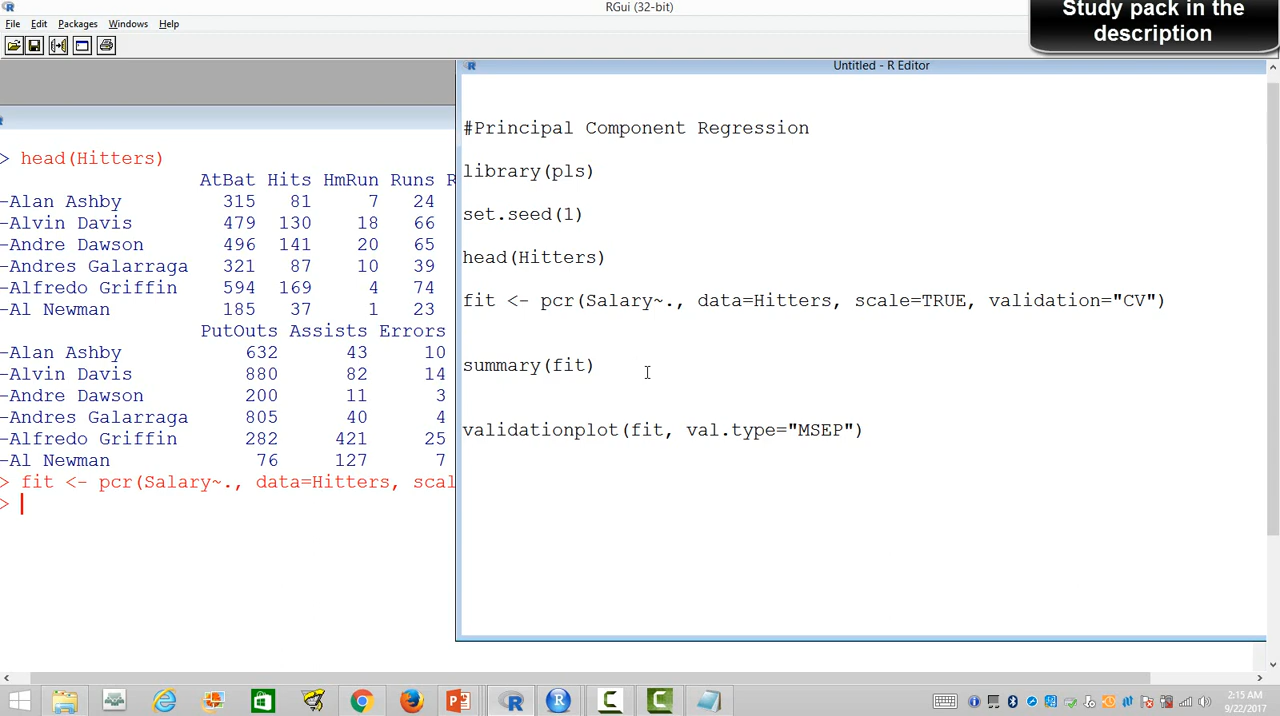 RGui (32-bit)
Study pack in the
description
File Edit Packages Windows Help
Untitled - R Editor
> head(Hitters)
AtBat Hits HmRun Runs R
-Alan Ashby 315 81 7 24
-Alvin Davis 479 130 18 66
-Andre Dawson 496 141 20 65
-Andres Galarraga 321 87 10 39
-Alfredo Griffin 594 169 4 74
-Al Newman 185 37 1 23
PutOuts Assists Errors
-Alan Ashby 632 43 10
-Alvin Davis 880 82 14
-Andre Dawson 200 11 3
-Andres Galarraga 805 40 4
-Alfredo Griffin 282 421 25
-Al Newman 76 127 7
> fit <- pcr(Salary~., data=Hitters, scal
>
#Principal Component Regression
library(pls)
set.seed(1)
head(Hitters)
fit <- pcr(Salary~., data=Hitters, scale=TRUE, validation="CV")
summary(fit)
validationplot(fit, val.type="MSEP")
2:15 AM
9/22/2017